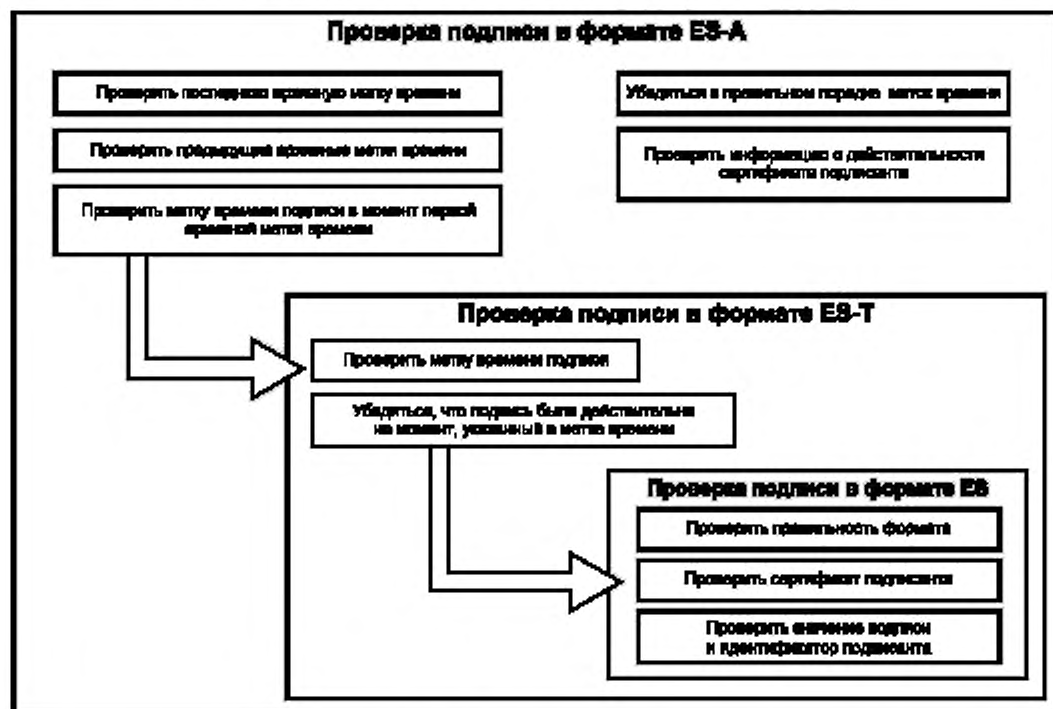 Проверка подписи в формате ES-A
Проверить последнюю архивную метку времени
Убедиться в правильном порядке меток времени
Проверить предыдущие архивные метки времени
Проверить информацию о действительности
сертификата подписанта
Проверить метку времени подписи в момент первой
архивной метки времени
Проверка подписи в формате ES-T
Проверить метку времени подписи
Убедиться, что подпись была действительна
на момент, указанный в метке времени
Проверка подписи в формате ES
Проверить правильность формата
Проверить сертификат подписанта
Проверить значение подписи
и идентификатор подписанта